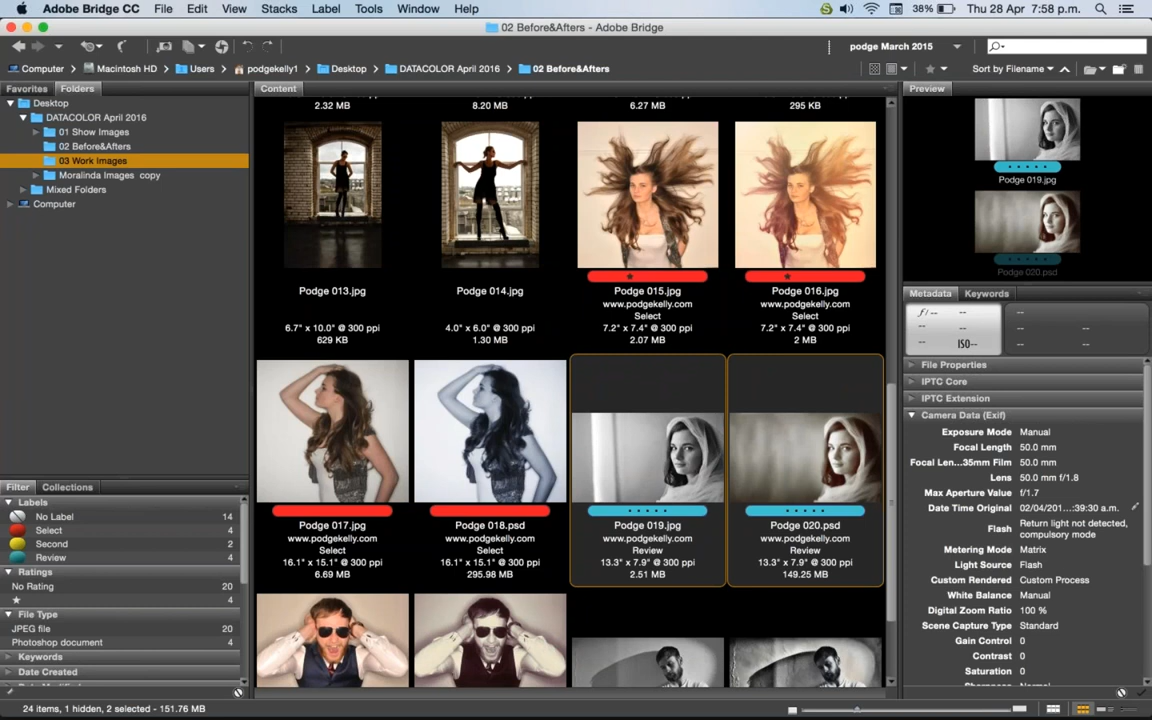 Adobe Bridge CC File Edit View Stacks Label Tools Window Help 38% Thu 28 Apr 7:58 p.m.
02 Before&Afters - Adobe Bridge
podge March 2015
Computer Macintosh HD Users podgekelly1 Desktop DATACOLOR April 2016 02 Before&Afters Sort by Filename
Favorites Folders
Desktop
DATACOLOR April 2016
01 Show Images
02 Before&Afters
03 Work Images
Moralinda Images copy
Mixed Folders
Computer
Filter Collections
Labels
No Label 14
Select 4
Second 2
Review 4
Ratings
No Rating 20
★ 4
File Type
JPEG file 20
Photoshop document 4
Keywords
Date Created
Content
2.32 MB 8.20 MB 6.27 MB 295 KB
Podge 013.jpg Podge 014.jpg Podge 015.jpg Podge 016.jpg
www.podgekelly.com www.podgekelly.com
Select Select
6.7" x 10.0" @ 300 ppi 4.0" x 6.0" @ 300 ppi 7.2" x 7.4" @ 300 ppi 7.2" x 7.4" @ 300 ppi
629 KB 1.30 MB 2.07 MB 2 MB
Podge 017.jpg Podge 018.psd Podge 019.jpg Podge 020.psd
www.podgekelly.com www.podgekelly.com www.podgekelly.com www.podgekelly.com
Select Select Review Review
16.1" x 15.1" @ 300 ppi 16.1" x 15.1" @ 300 ppi 13.3" x 7.9" @ 300 ppi 13.3" x 7.9" @ 300 ppi
6.69 MB 295.98 MB 2.51 MB 149.25 MB
Preview
Podge 019.jpg
Podge 020.psd
Metadata Keywords
f/-- -- --
-- -- -- --
-- ISO-- -- --
File Properties
IPTC Core
IPTC Extension
Camera Data (Exif)
Exposure Mode Manual
Focal Length 50.0 mm
Focal Len...35mm Film 50.0 mm
Lens 50.0 mm f/1.8
Max Aperture Value f/1.7
Date Time Original 02/04/201...:39:30 a.m.
Flash Return light not detected,
compulsory mode
Metering Mode Matrix
Light Source Flash
Custom Rendered Custom Process
White Balance Manual
Digital Zoom Ratio 100 %
Scene Capture Type Standard
Gain Control 0
Contrast 0
Saturation 0
24 items, 1 hidden, 2 selected - 151.76 MB